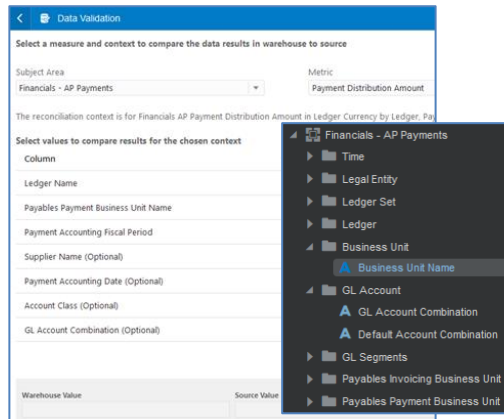 Data Validation
Select a measure and context to compare the data results in warehouse to source
Subject Area
Metric
Financials - AP Payments
Payment Distribution Amount
The reconciliation context is for Financials AP Payment Distribution Amount in Ledger Currency by Ledger, Pay
Select values to compare results for the chosen context
Column
Ledger Name
Payables Payment Business Unit Name
Payment Accounting Fiscal Period
Supplier Name (Optional)
Payment Accounting Date (Optional)
Account Class (Optional)
GL Account Combination (Optional)
Warehouse Value
Source Value
Financials - AP Payments
Time
Legal Entity
Ledger Set
Ledger
Business Unit
Business Unit Name
GL Account
GL Account Combination
Default Account Combination
GL Segments
Payables Invoicing Business Unit
Payables Payment Business Unit